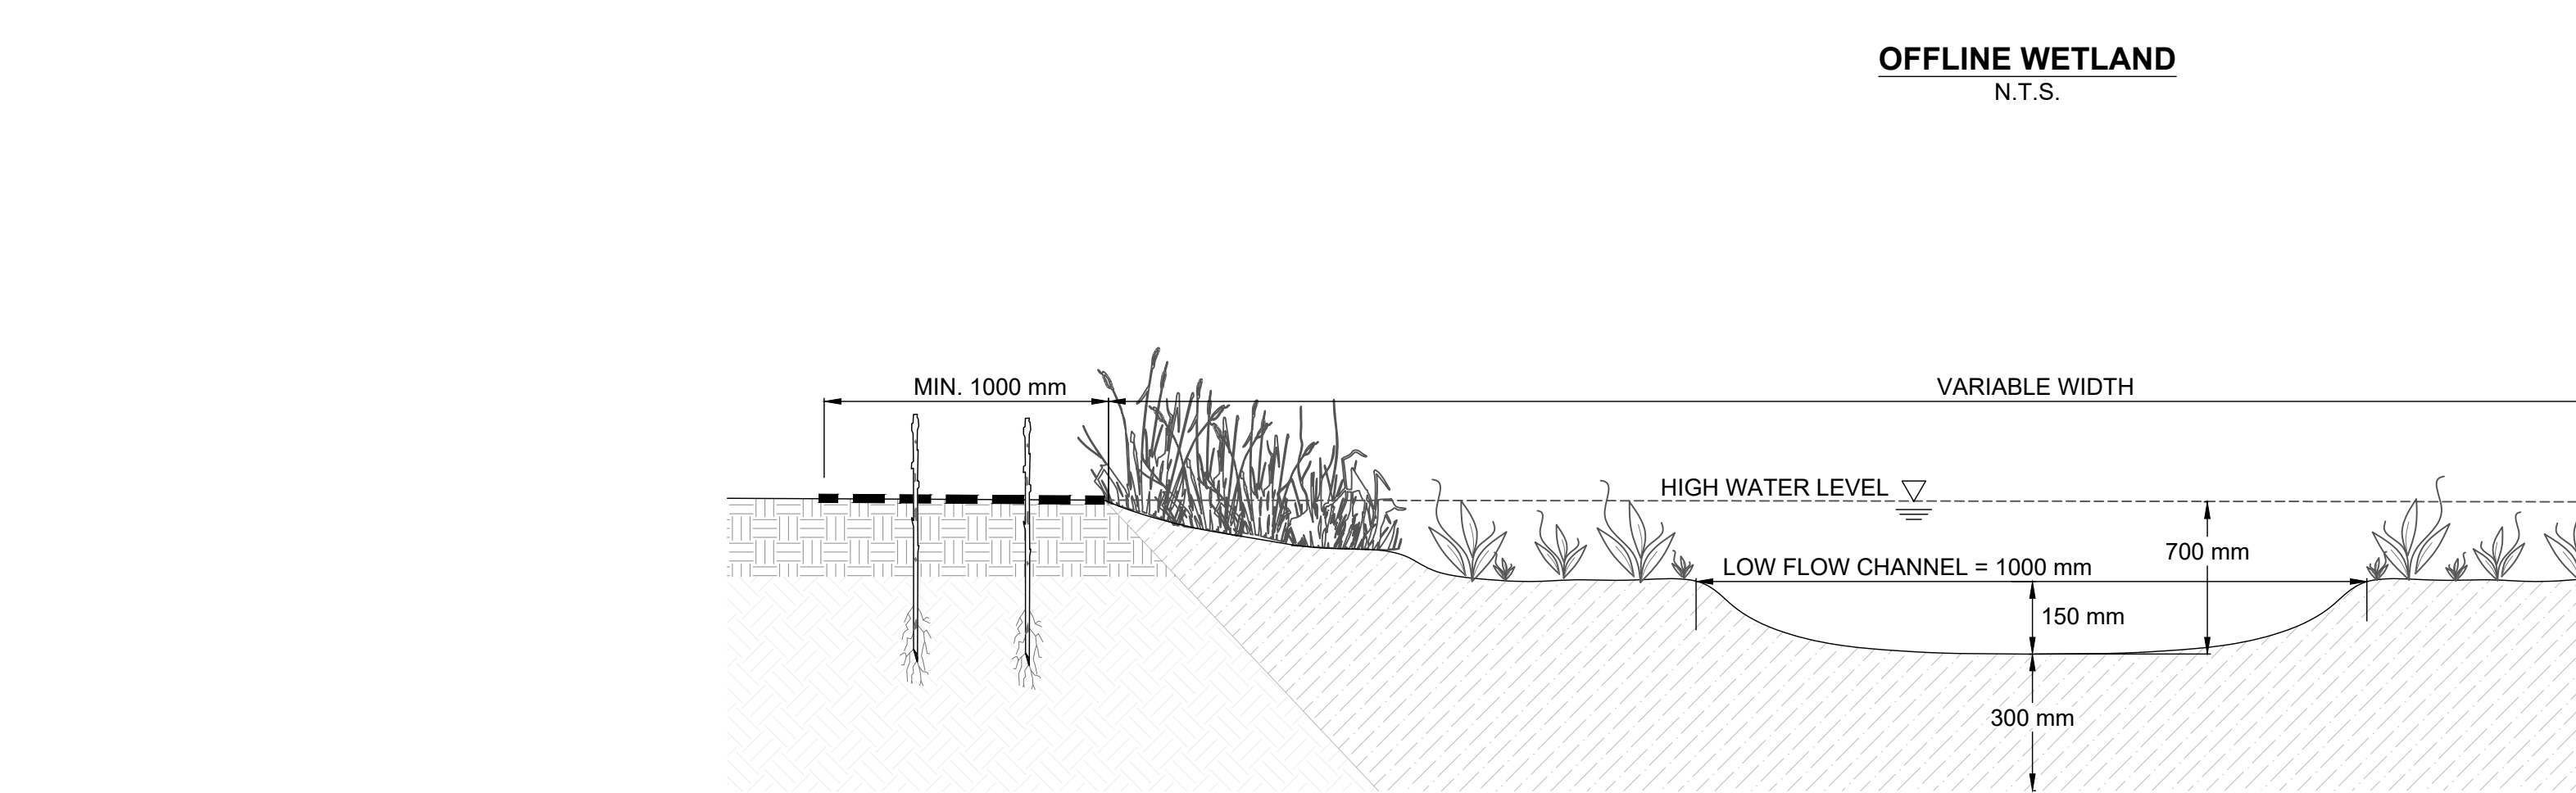 OFFLINE WETLAND
N.T.S.
MIN. 1000 mm
VARIABLE WIDTH
HIGH WATER LEVEL
700 mm
LOW FLOW CHANNEL = 1000 mm
150 mm
300 mm